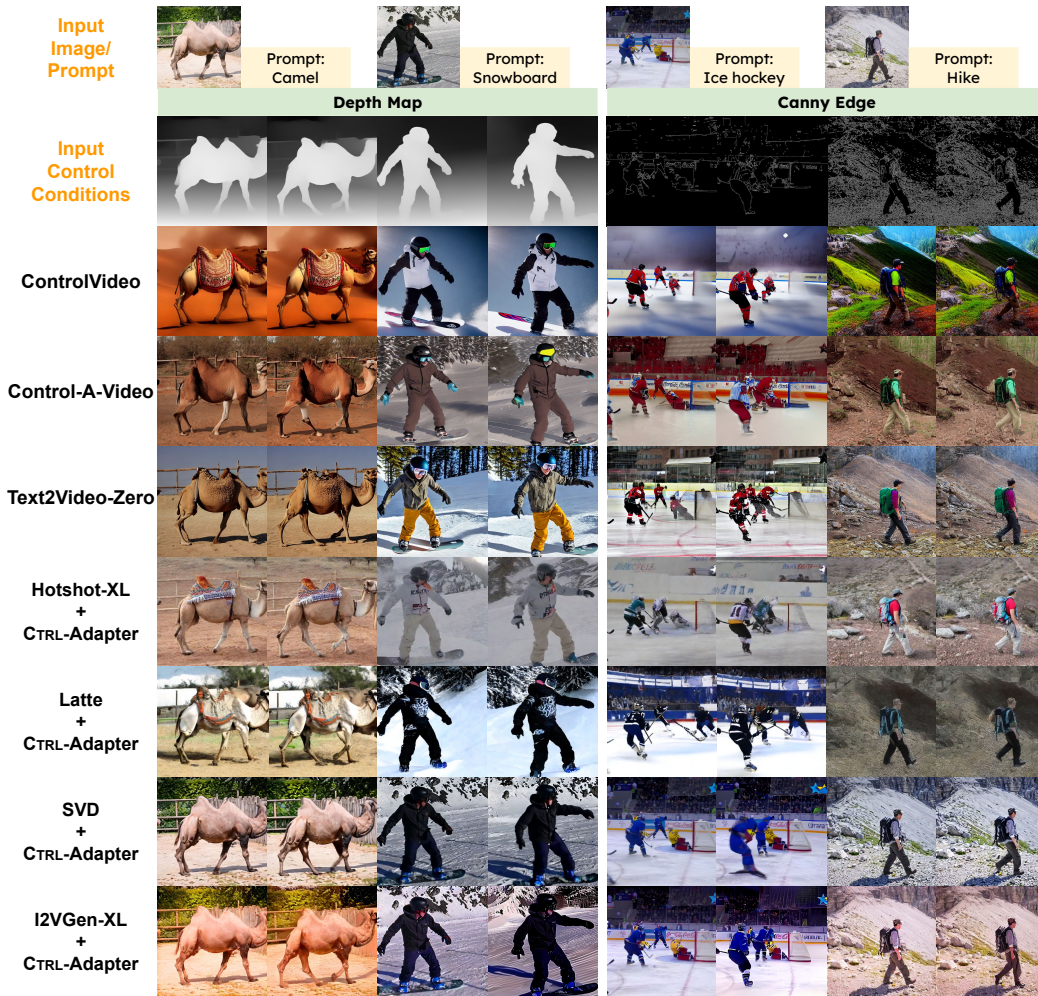 Input
Image/
Prompt
Prompt:
Camel
Prompt:
Snowboard
Prompt:
Ice hockey
Prompt:
Hike
Depth Map
Canny Edge
Input
Control
Conditions
ControlVideo
Control-A-Video
Text2Video-Zero
Hotshot-XL
+
CTRL-Adapter
Latte
+
CTRL-Adapter
SVD
+
CTRL-Adapter
I2VGen-XL
+
CTRL-Adapter